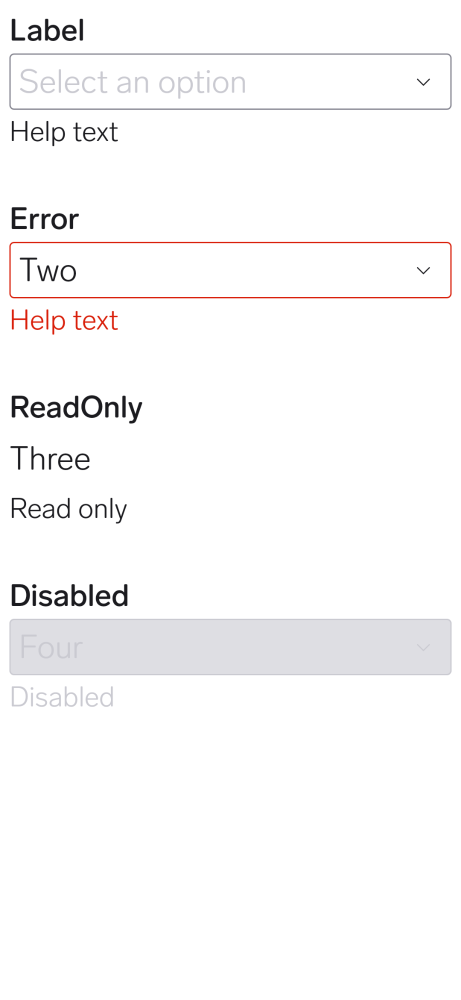 Label
Select an option
Help text
Error
Two
Help text
ReadOnly
Three
Read only
Disabled
Four
Disabled